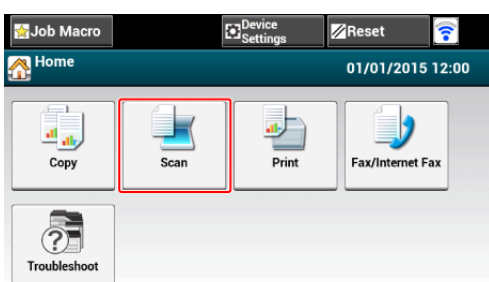 Job Macro
Device
Settings
Reset
Home
01/01/2015 12:00
Copy
Scan
Print
Fax/Internet Fax
Troubleshoot